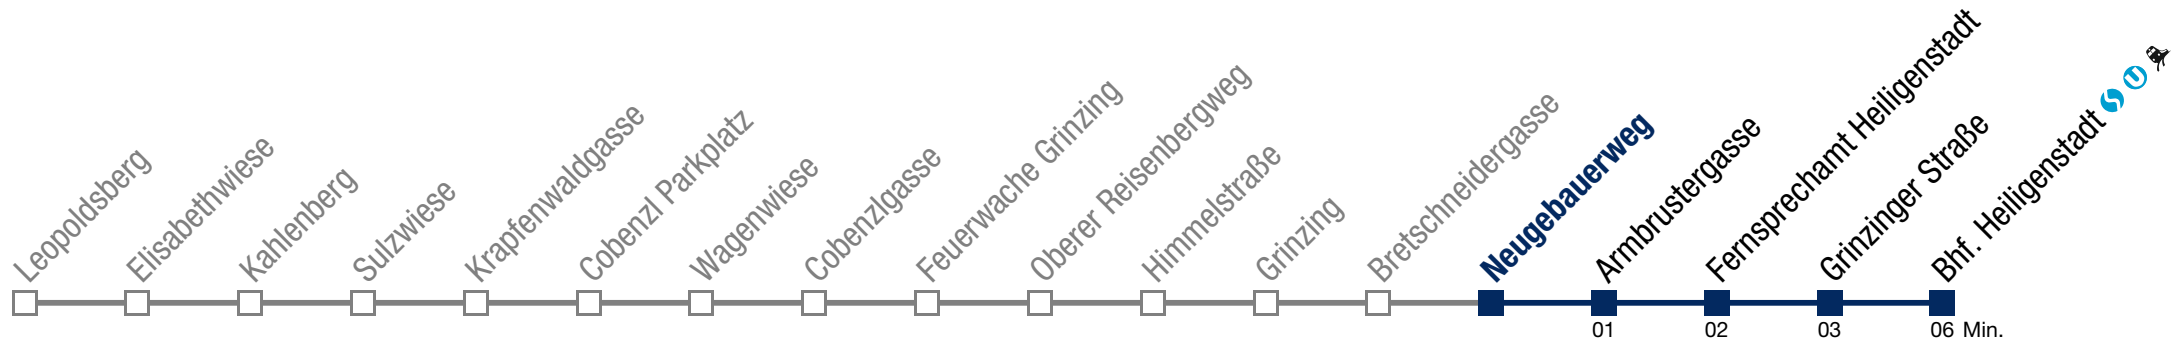 Leopoldsberg
Elisabethwiese
Kahlenberg
Sulzwiese
Krapfenwaldgasse
Cobenzl Parkplatz
Wagenwiese
Cobenzlgasse
Feuerwache Grinzing
Oberer Reisenbergweg
Himmelstraße
Grinzing
Bretschneidergasse
Neugebauerweg
Armbrustergasse
Fernsprechamt Heiligenstadt
Grinzinger Straße
Bhf. Heiligenstadt S U
01 02 03 06 Min.